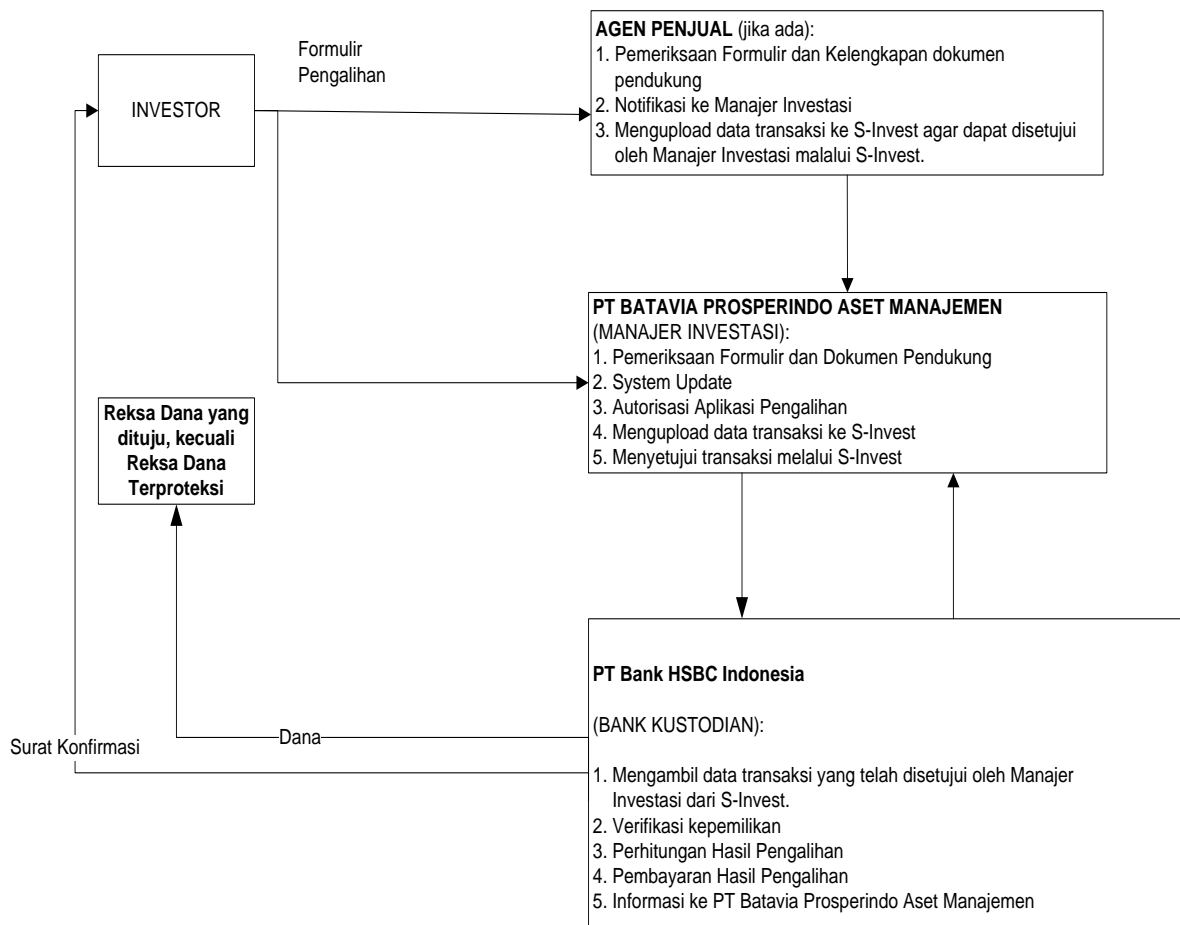 Formulir
Pengalihan
INVESTOR
AGEN PENJUAL (jika ada):
1. Pemeriksaan Formulir dan Kelengkapan dokumen
pendukung
2. Notifikasi ke Manajer Investasi
3. Mengupload data transaksi ke S-Invest agar dapat disetujui
oleh Manajer Investasi malalui S-Invest.
PT BATAVIA PROSPERINDO ASET MANAJEMEN
(MANAJER INVESTASI):
1. Pemeriksaan Formulir dan Dokumen Pendukung
2. System Update
3. Autorisasi Aplikasi Pengalihan
4. Mengupload data transaksi ke S-Invest
5. Menyetujui transaksi melalui S-Invest
Reksa Dana yang
dituju, kecuali
Reksa Dana
Terproteksi
Surat Konfirmasi
Dana
PT Bank HSBC Indonesia
(BANK KUSTODIAN):
1. Mengambil data transaksi yang telah disetujui oleh Manajer
Investasi dari S-Invest.
2. Verifikasi kepemilikan
3. Perhitungan Hasil Pengalihan
4. Pembayaran Hasil Pengalihan
5. Informasi ke PT Batavia Prosperindo Aset Manajemen